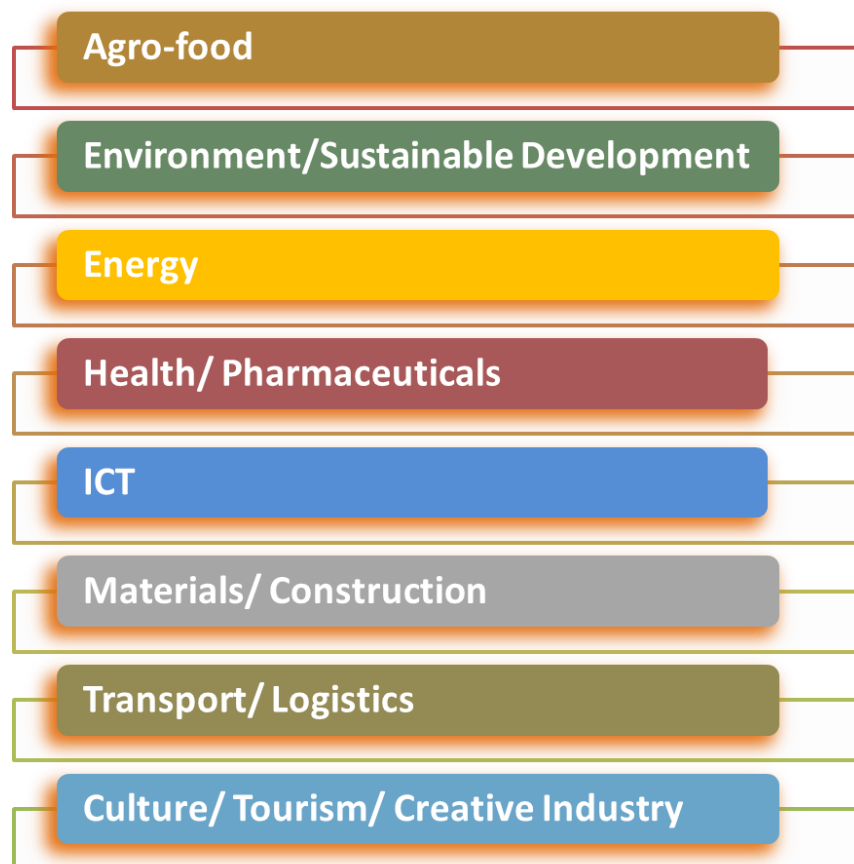 Agro-food
Environment/Sustainable Development
Energy
Health/ Pharmaceuticals
ICT
Materials/ Construction
Transport/ Logistics
Culture/ Tourism/ Creative Industry